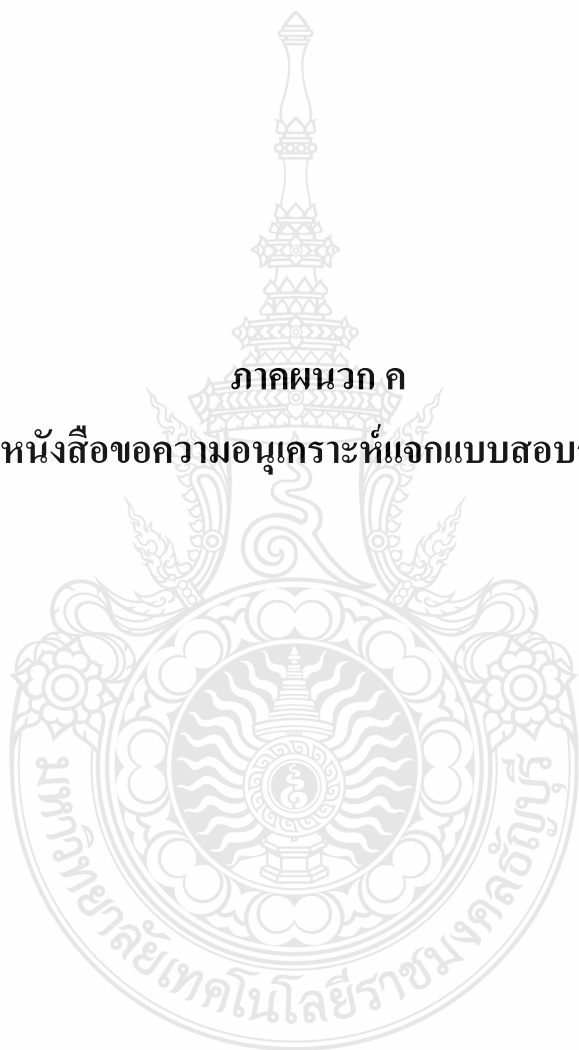 ภาคผนวก ค
หนังสือขอความอนุเคราะห์แจกแบบสอบ
มหาวิทยาลัยเทคโนโลยีราชมงคลธัญบุรี